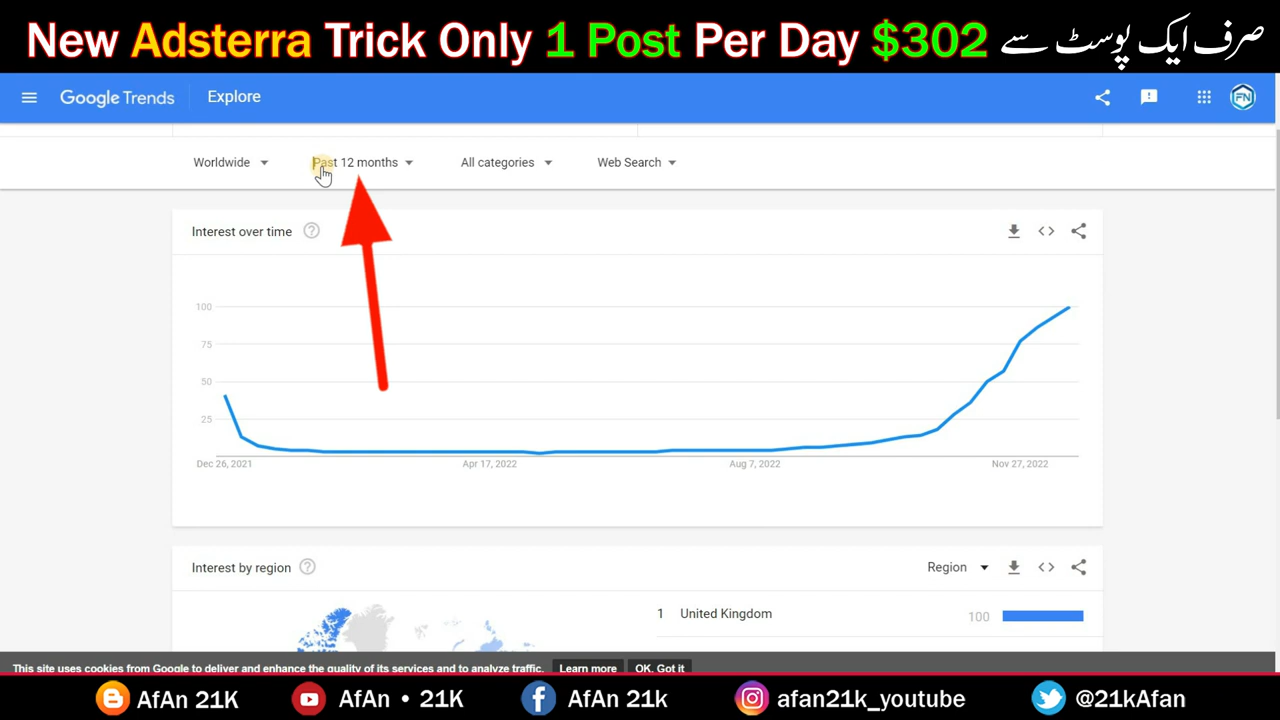 New Adsterra Trick Only 1 Post Per Day $302 صرف ایک پوسٹ سے
Google Trends Explore FN
Worldwide Past 12 months All categories Web Search
Interest over time ?
100
75
50
25
Dec 26, 2021 Apr 17, 2022 Aug 7, 2022 Nov 27, 2022
Interest by region ? Region
1 United Kingdom 100
This site uses cookies from Google to deliver and enhance the quality of its services and to analyze traffic. Learn more OK, Got it
AfAn 21K AfAn • 21K AfAn 21k afan21k_youtube @21kAfan